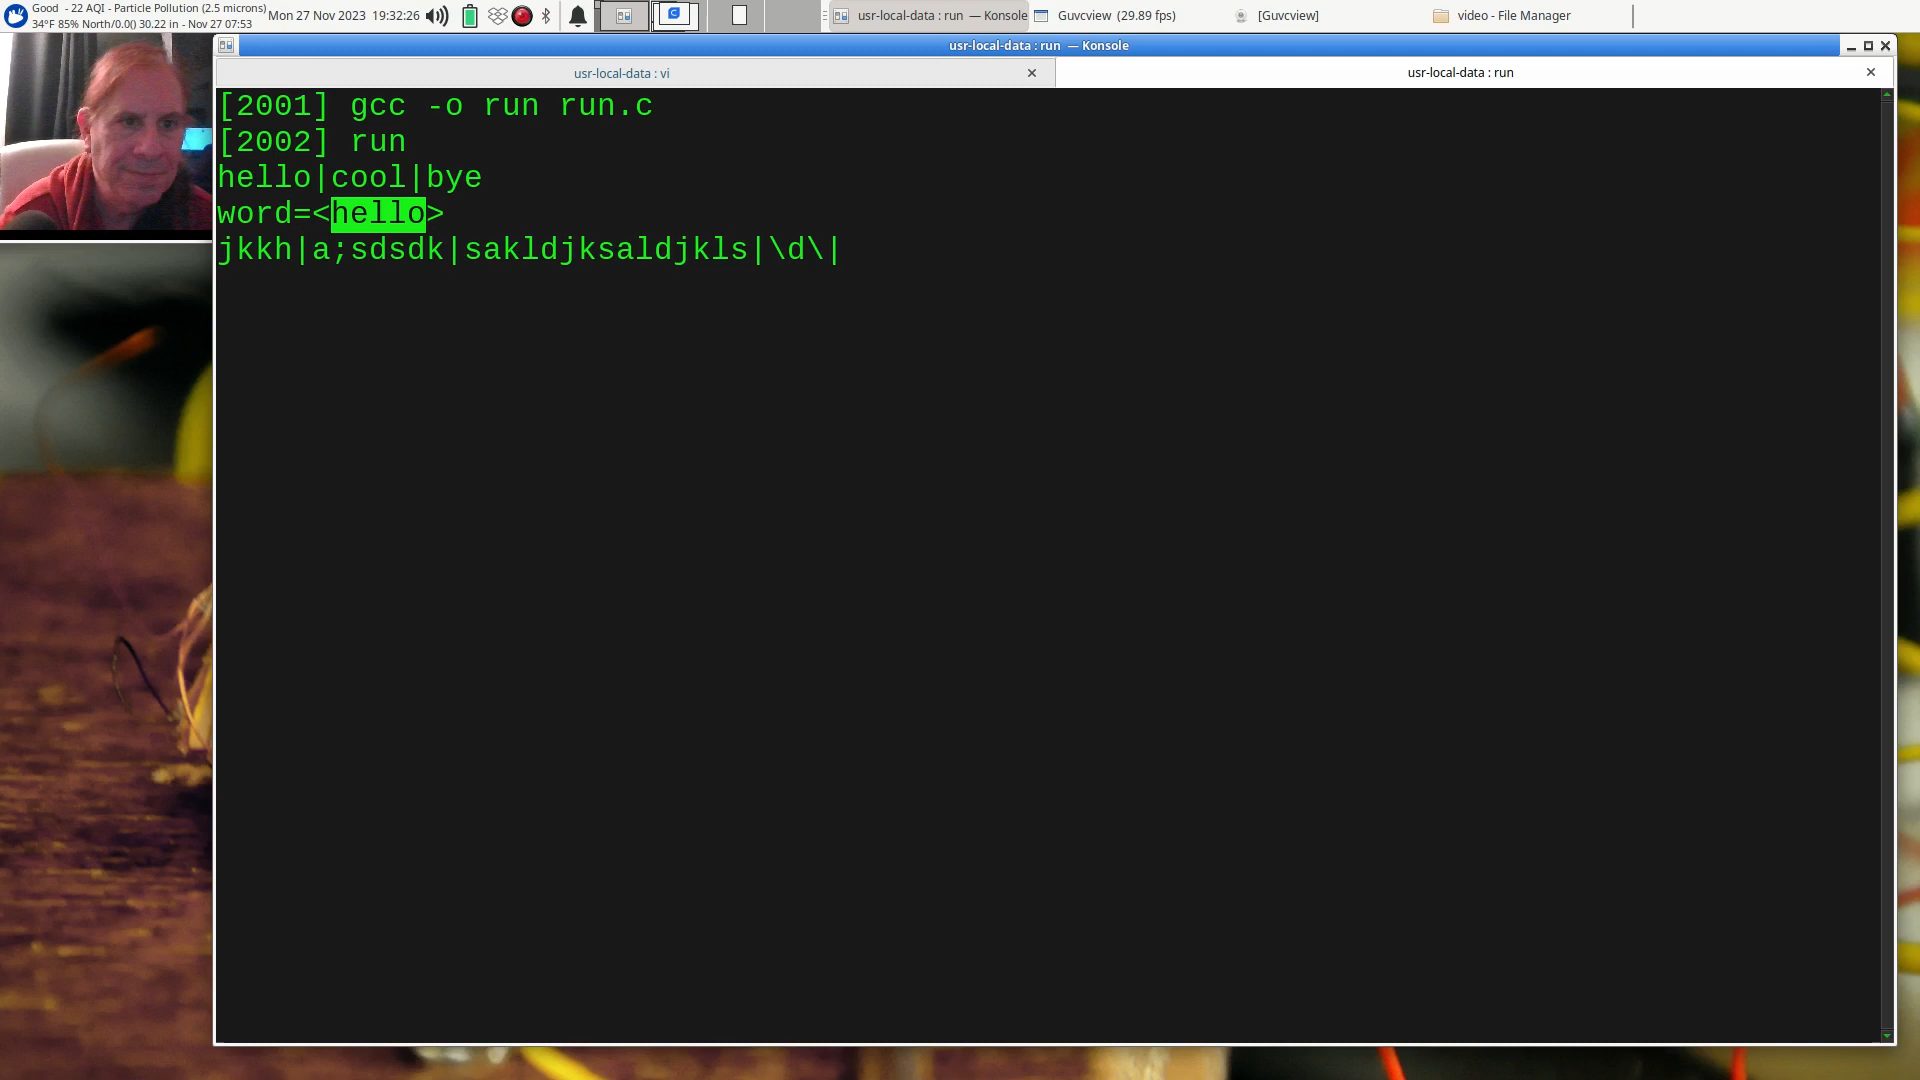 Good - 22 AQI - Particle Pollution (2.5 microns)
34°F 85% North/0.0() 30.22 in - Nov 27 07:53
Mon 27 Nov 2023 19:32:26
usr-local-data : run — Konsole
Guvcview (29.89 fps)
[Guvcview]
video - File Manager
usr-local-data : run — Konsole
usr-local-data : vi
usr-local-data : run
[2001] gcc -o run run.c
[2002] run
hello|cool|bye
word=<hello>
jkkh|a;sdsdk|sakldjksaldjkls|\d\|